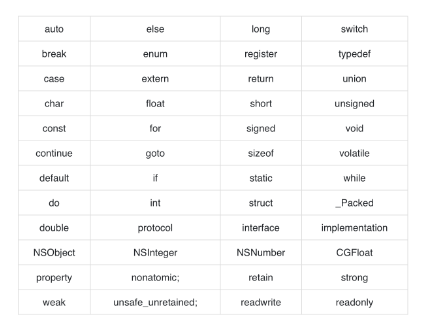 auto else long switch
break enum register typedef
case extern return union
char float short unsigned
const for signed void
continue goto sizeof volatile
default if static while
do int struct _Packed
double protocol interface implementation
NSObject NSInteger NSNumber CGFloat
property nonatomic; retain strong
weak unsafe_unretained; readwrite readonly